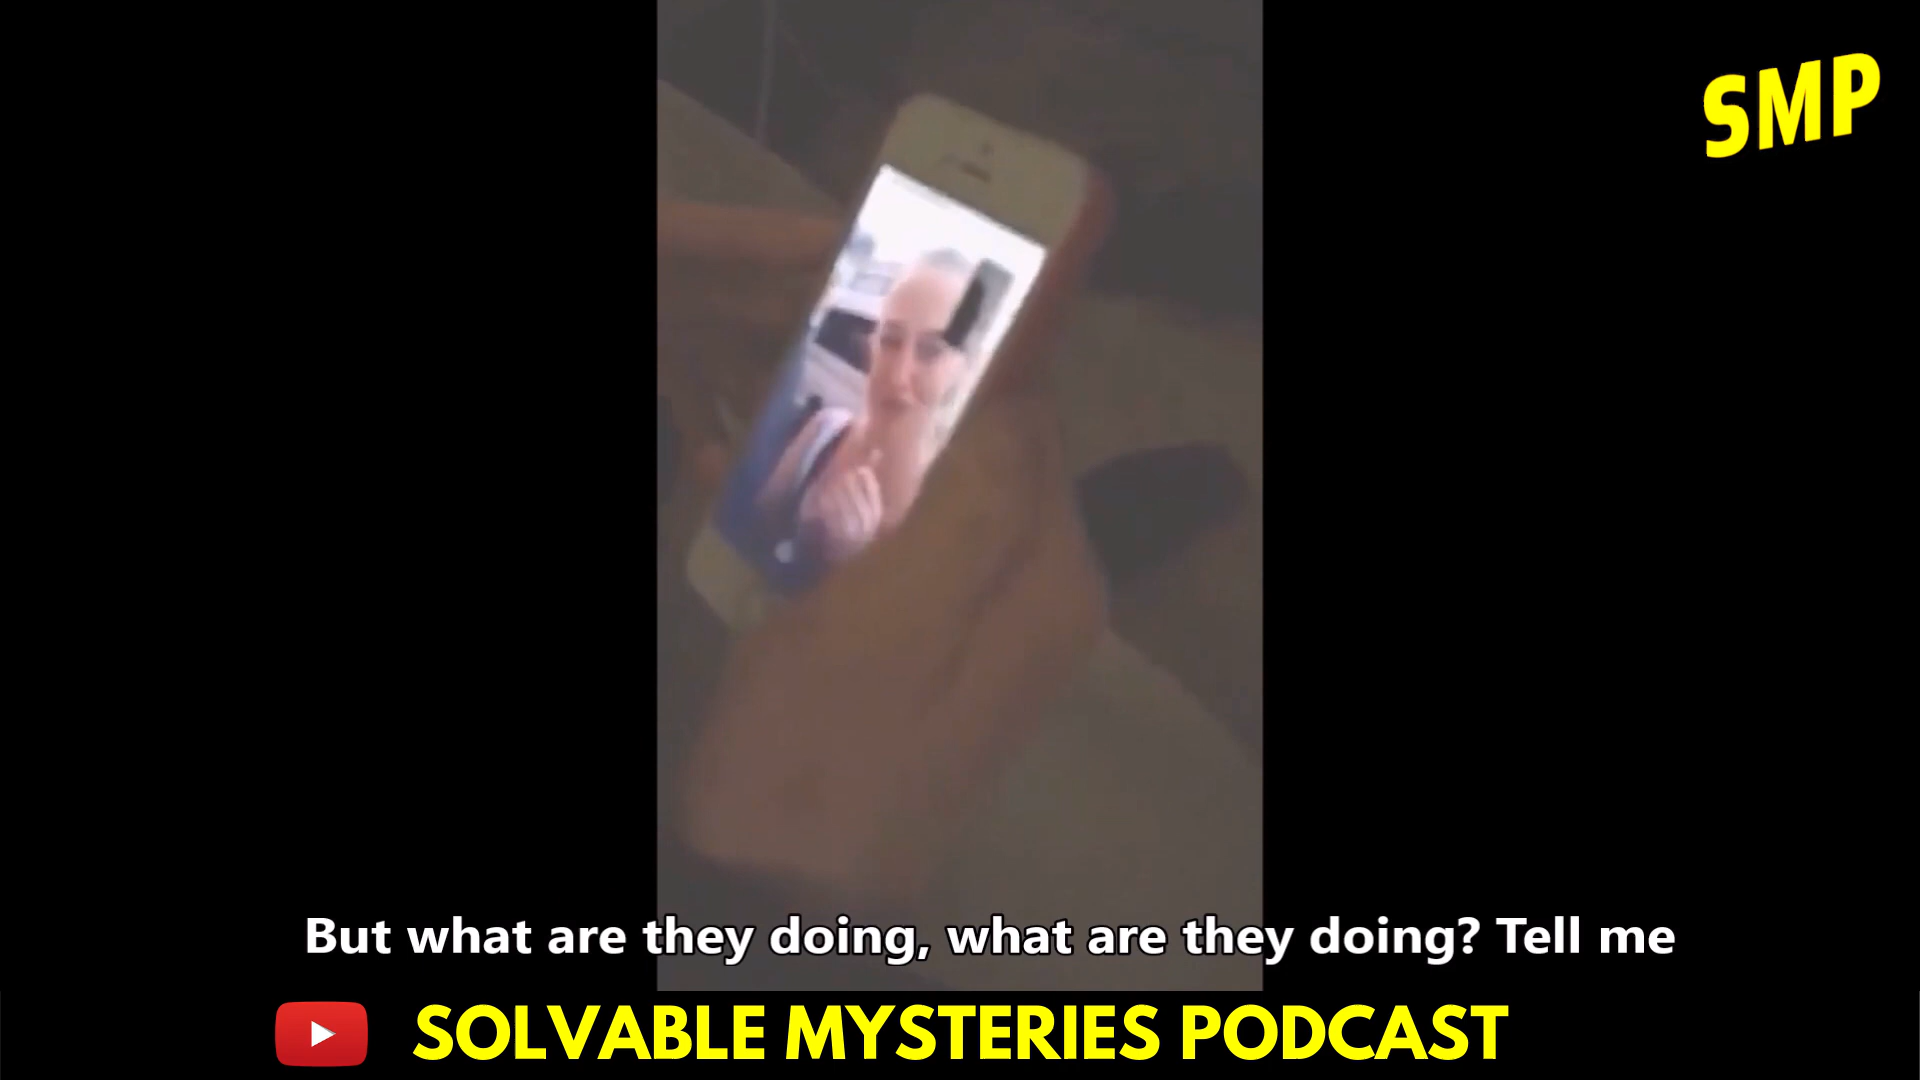 SMP
But what are they doing, what are they doing? Tell me
SOLVABLE MYSTERIES PODCAST